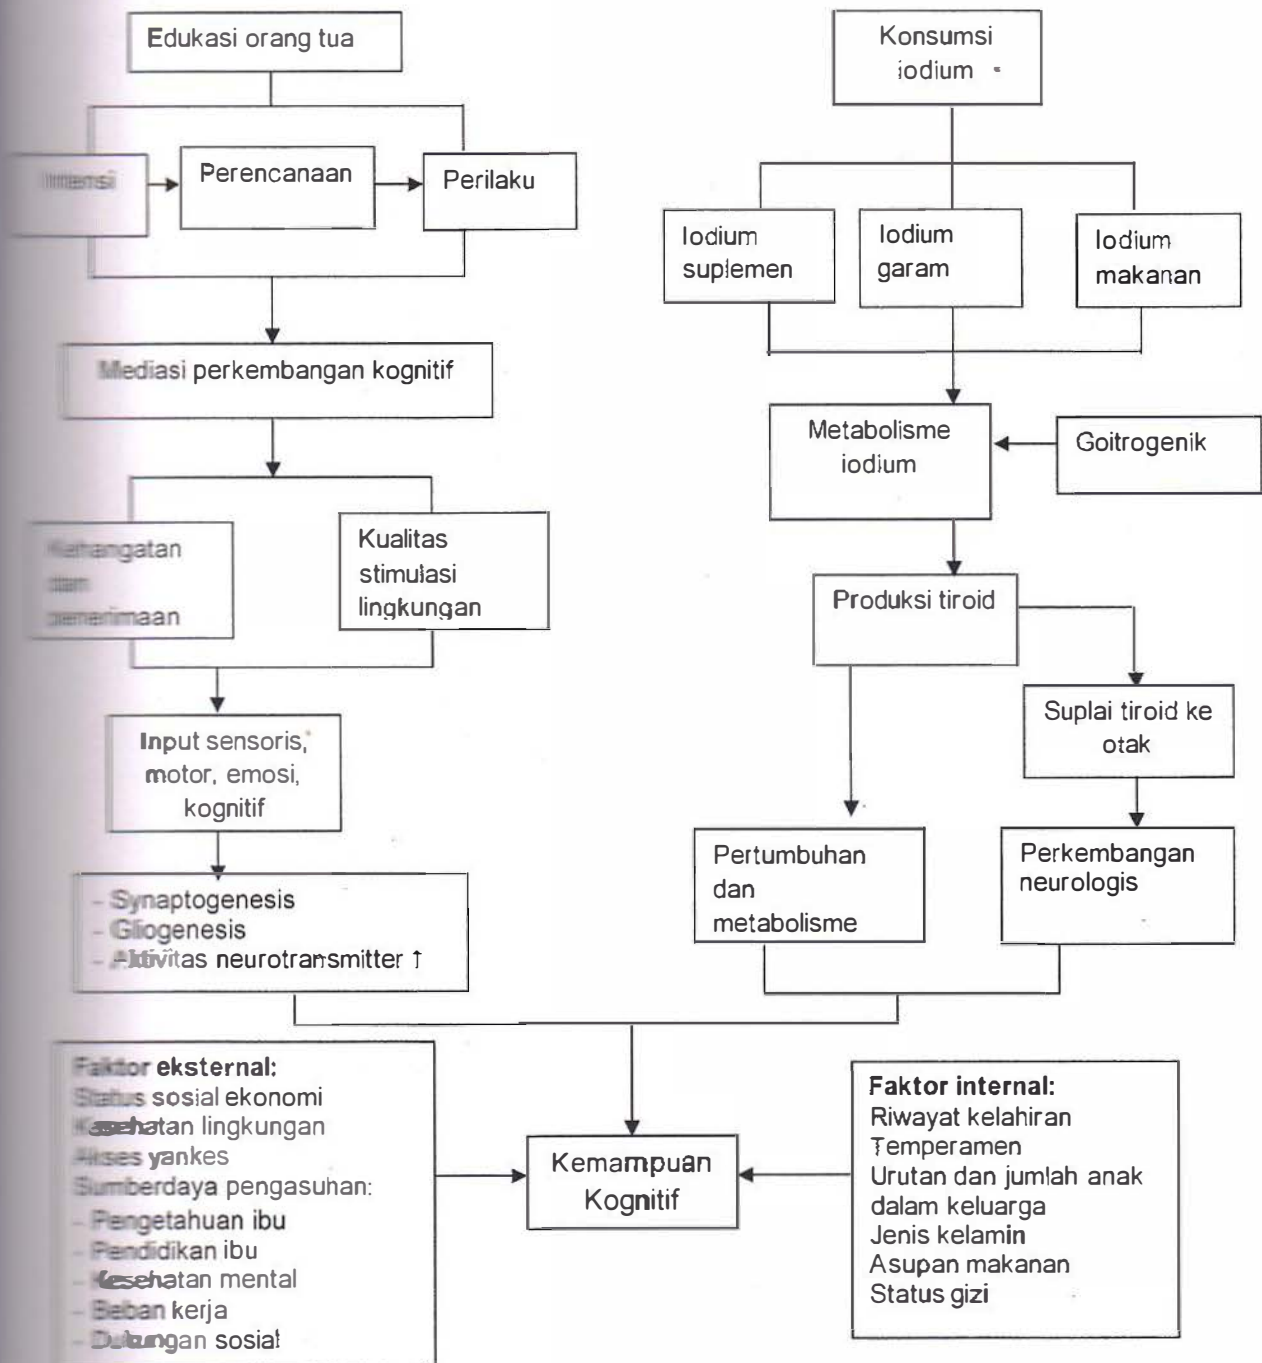 Edukasi orang tua
Intensi
Perencanaan
Perilaku
Mediasi perkembangan kognitif
Kehangatan
dan
penerimaan
Kualitas
stimulasi
lingkungan
Input sensoris,
motor, emosi,
kognitif
- Synaptogenesis
- Gliogenesis
- Aktivitas neurotransmitter ↑
Konsumsi
iodium
Iodium
suplemen
Iodium
garam
Iodium
makanan
Metabolisme
iodium
Goitrogenik
Produksi tiroid
Suplai tiroid ke
otak
Pertumbuhan
dan
metabolisme
Perkembangan
neurologis
Faktor eksternal:
Status sosial ekonomi
Kesehatan lingkungan
Akses yankes
Sumberdaya pengasuhan:
- Pengetahuan ibu
- Pendidikan ibu
- Kesehatan mental
- Beban kerja
- Dukungan sosial
Kemampuan
Kognitif
Faktor internal:
Riwayat kelahiran
Temperamen
Urutan dan jumlah anak
dalam keluarga
Jenis kelamin
Asupan makanan
Status gizi